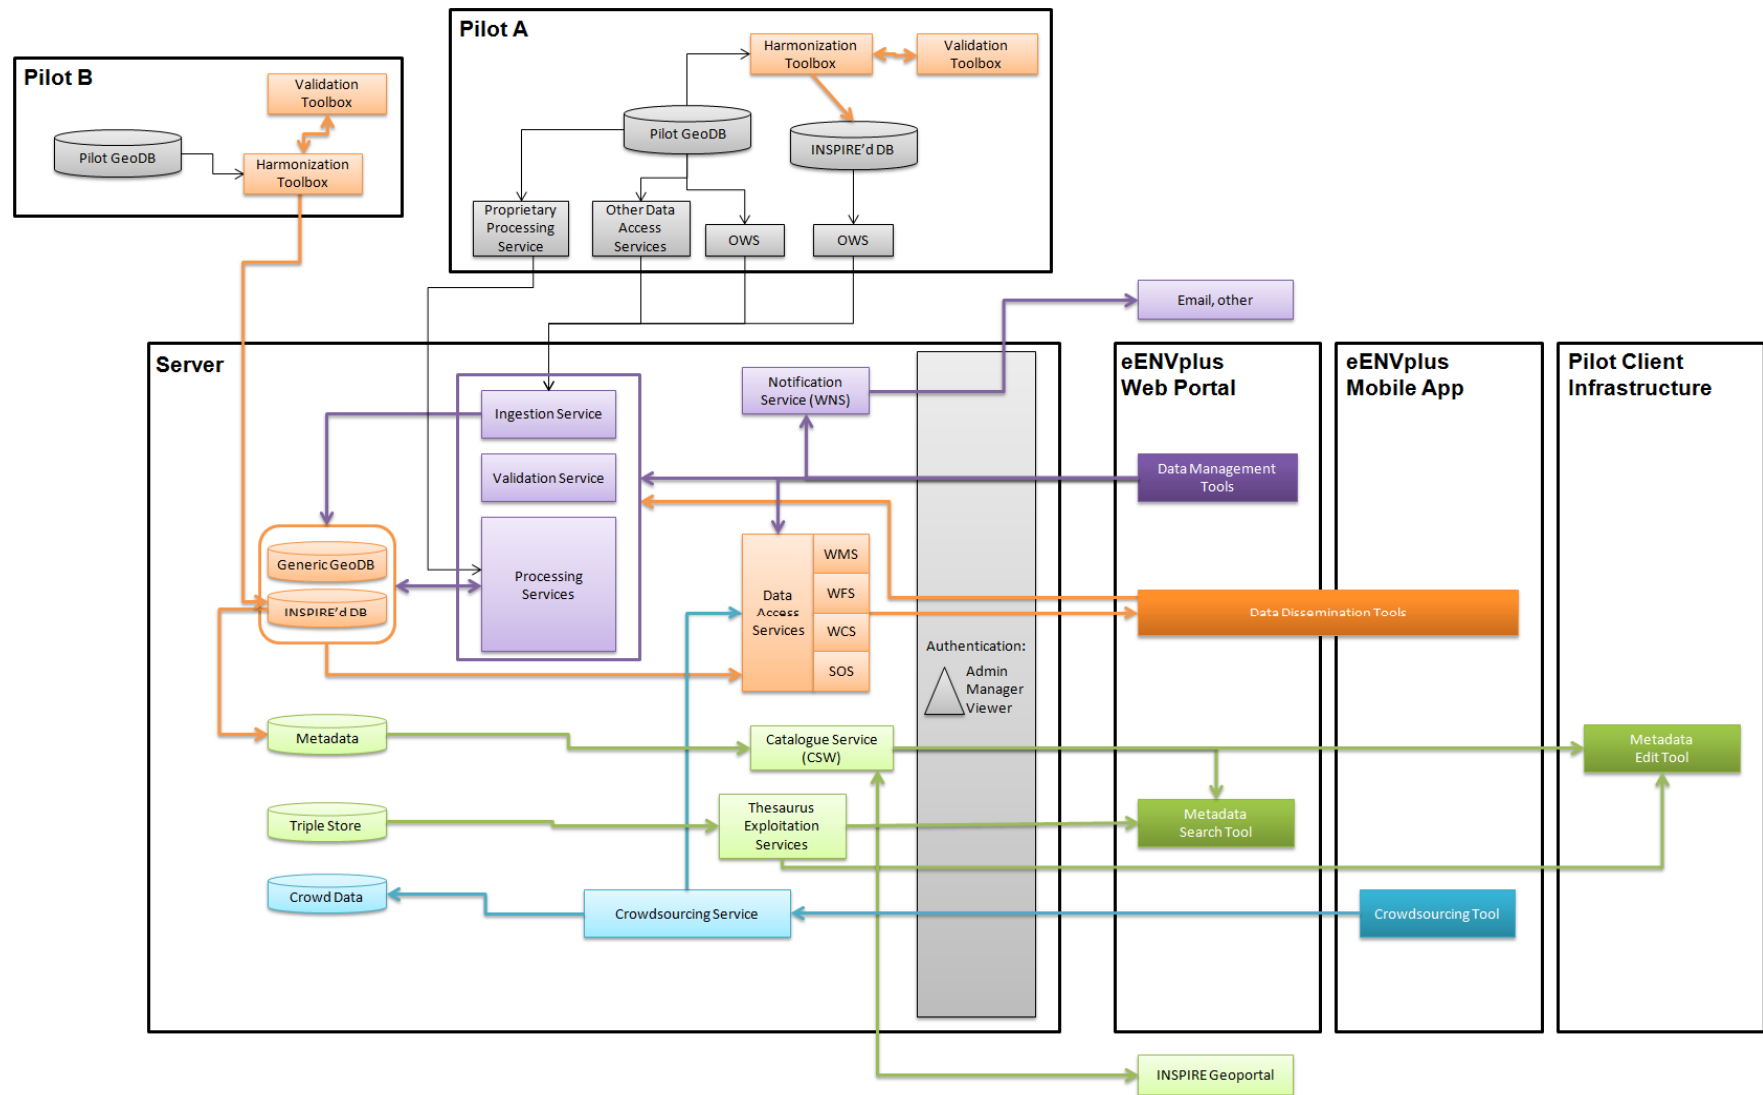 Pilot A
Harmonization
Toolbox
Validation
Toolbox
Pilot GeoDB
INSPIRE'd DB
Proprietary
Processing
Service
Other Data
Access
Services
OWS
OWS
Pilot B
Validation
Toolbox
Pilot GeoDB
Harmonization
Toolbox
Email, other
Server
Ingestion Service
Validation Service
Processing
Services
Generic GeoDB
INSPIRE'd DB
Notification
Service (WNS)
Data
Access
Services
WMS
WFS
WCS
SOS
Authentication:
Admin
Manager
Viewer
Metadata
Catalogue Service
(CSW)
Triple Store
Thesaurus
Exploitation
Services
Crowd Data
Crowdsourcing Service
eENVplus
Web Portal
Data Management
Tools
Data Dissemination Tools
Metadata
Search Tool
eENVplus
Mobile App
Crowdsourcing Tool
Pilot Client
Infrastructure
Metadata
Edit Tool
INSPIRE Geoportal